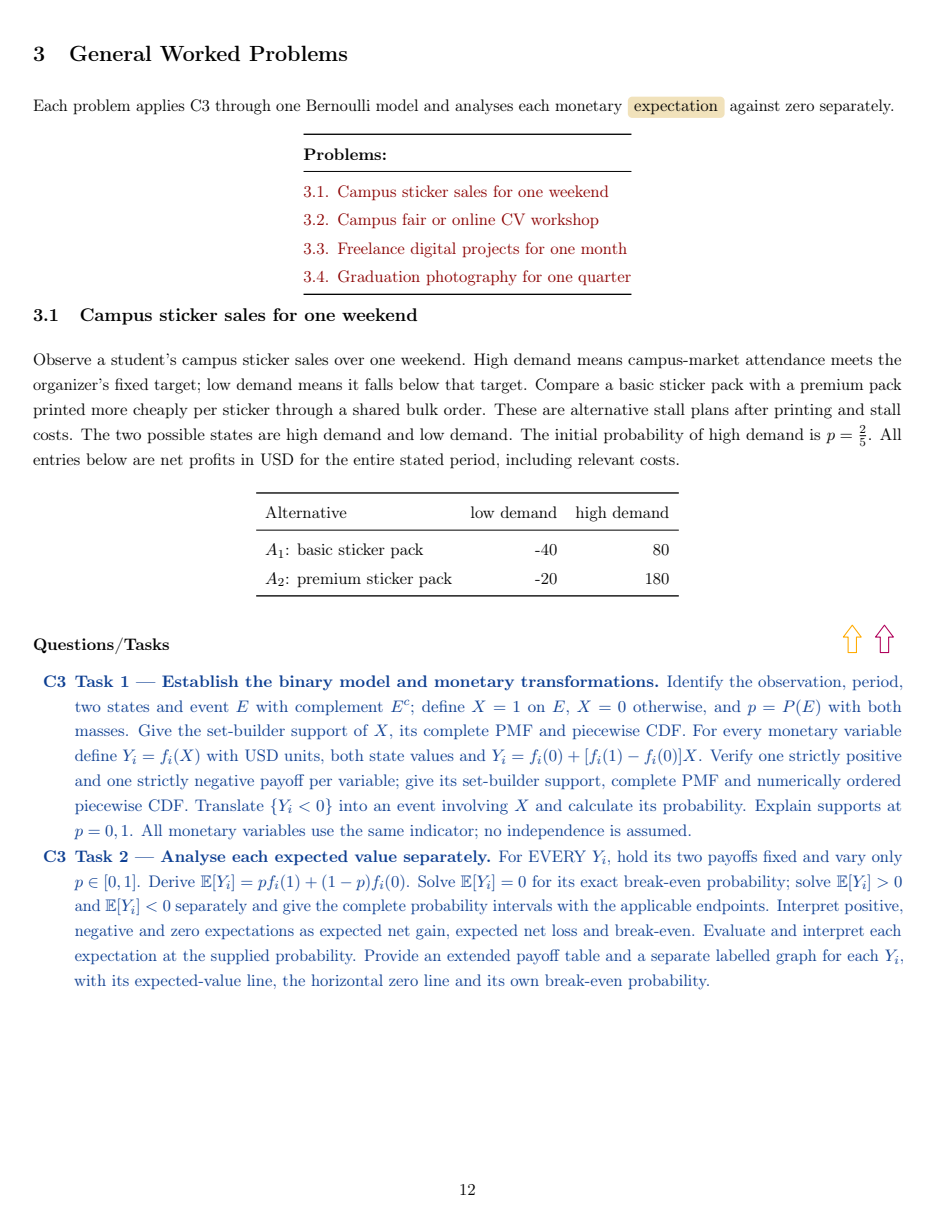 3 General Worked Problems
Each problem applies C3 through one Bernoulli model and analyses each monetary expectation against zero separately.
Problems:
3.1. Campus sticker sales for one weekend
3.2. Campus fair or online CV workshop
3.3. Freelance digital projects for one month
3.4. Graduation photography for one quarter
3.1 Campus sticker sales for one weekend
Observe a student's campus sticker sales over one weekend. High demand means campus-market attendance meets the
organizer's fixed target; low demand means it falls below that target. Compare a basic sticker pack with a premium pack
printed more cheaply per sticker through a shared bulk order. These are alternative stall plans after printing and stall
costs. The two possible states are high demand and low demand. The initial probability of high demand is p = 2/5. All
entries below are net profits in USD for the entire stated period, including relevant costs.
Alternative low demand high demand
A₁: basic sticker pack -40 80
A₂: premium sticker pack -20 180
Questions/Tasks
C3 Task 1 — Establish the binary model and monetary transformations. Identify the observation, period,
two states and event E with complement Eᶜ; define X = 1 on E, X = 0 otherwise, and p = P(E) with both
masses. Give the set-builder support of X, its complete PMF and piecewise CDF. For every monetary variable
define Yᵢ = fᵢ(X) with USD units, both state values and Yᵢ = fᵢ(0) + [fᵢ(1) − fᵢ(0)]X. Verify one strictly positive
and one strictly negative payoff per variable; give its set-builder support, complete PMF and numerically ordered
piecewise CDF. Translate {Yᵢ < 0} into an event involving X and calculate its probability. Explain supports at
p = 0, 1. All monetary variables use the same indicator; no independence is assumed.
C3 Task 2 — Analyse each expected value separately. For EVERY Yᵢ, hold its two payoffs fixed and vary only
p ∈ [0, 1]. Derive 𝔼[Yᵢ] = pfᵢ(1) + (1 − p)fᵢ(0). Solve 𝔼[Yᵢ] = 0 for its exact break-even probability; solve 𝔼[Yᵢ] > 0
and 𝔼[Yᵢ] < 0 separately and give the complete probability intervals with the applicable endpoints. Interpret positive,
negative and zero expectations as expected net gain, expected net loss and break-even. Evaluate and interpret each
expectation at the supplied probability. Provide an extended payoff table and a separate labelled graph for each Yᵢ,
with its expected-value line, the horizontal zero line and its own break-even probability.
12